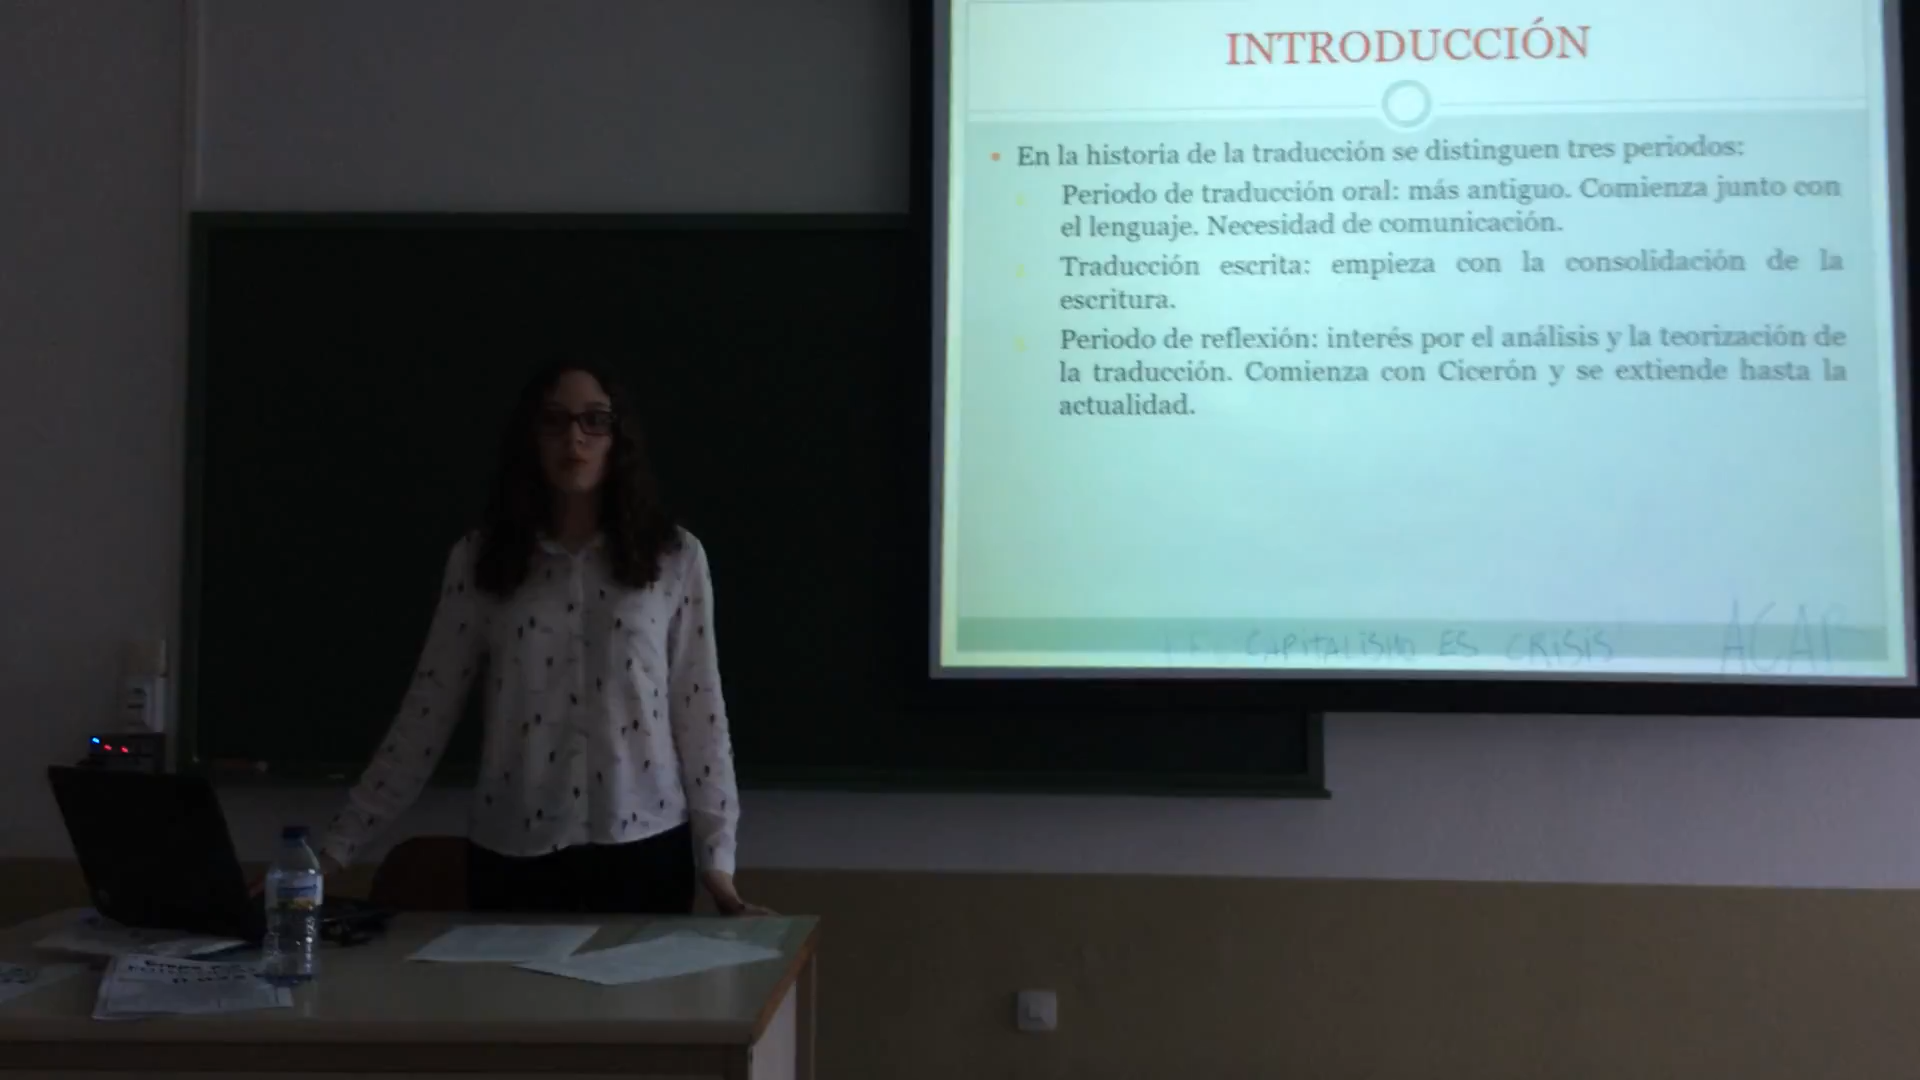 INTRODUCCIÓN
• En la historia de la traducción se distinguen tres periodos:
Periodo de traducción oral: más antiguo. Comienza junto con
el lenguaje. Necesidad de comunicación.
Traducción escrita: empieza con la consolidación de la
escritura.
Periodo de reflexión: interés por el análisis y la teorización de
la traducción. Comienza con Cicerón y se extiende hasta la
actualidad.
CAPITALISMO ES CRISIS